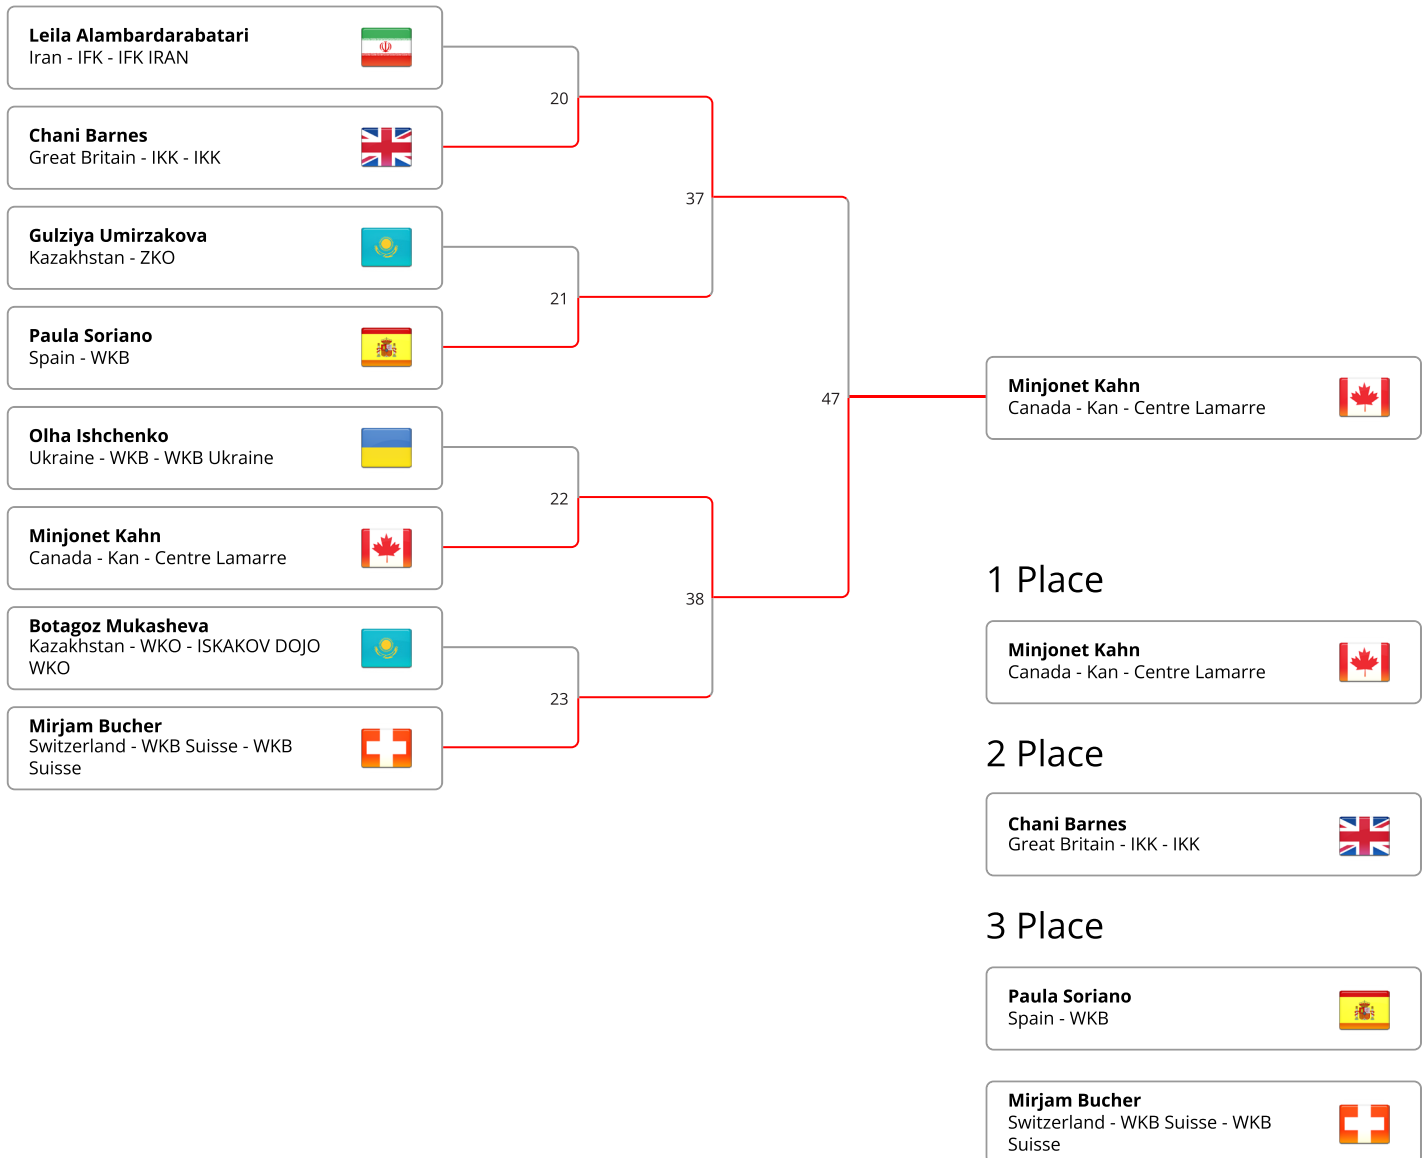 Leila Alambardarabatari
Iran - IFK - IFK IRAN
20
Chani Barnes
Great Britain - IKK - IKK
37
Gulziya Umirzakova
Kazakhstan - ZKO
21
Paula Soriano
Spain - WKB
47
Minjonet Kahn
Canada - Kan - Centre Lamarre
Olha Ishchenko
Ukraine - WKB - WKB Ukraine
22
Minjonet Kahn
Canada - Kan - Centre Lamarre
38
Botagoz Mukasheva
Kazakhstan - WKO - ISKAKOV DOJO
WKO
23
Mirjam Bucher
Switzerland - WKB Suisse - WKB
Suisse
1 Place
Minjonet Kahn
Canada - Kan - Centre Lamarre
2 Place
Chani Barnes
Great Britain - IKK - IKK
3 Place
Paula Soriano
Spain - WKB
Mirjam Bucher
Switzerland - WKB Suisse - WKB
Suisse